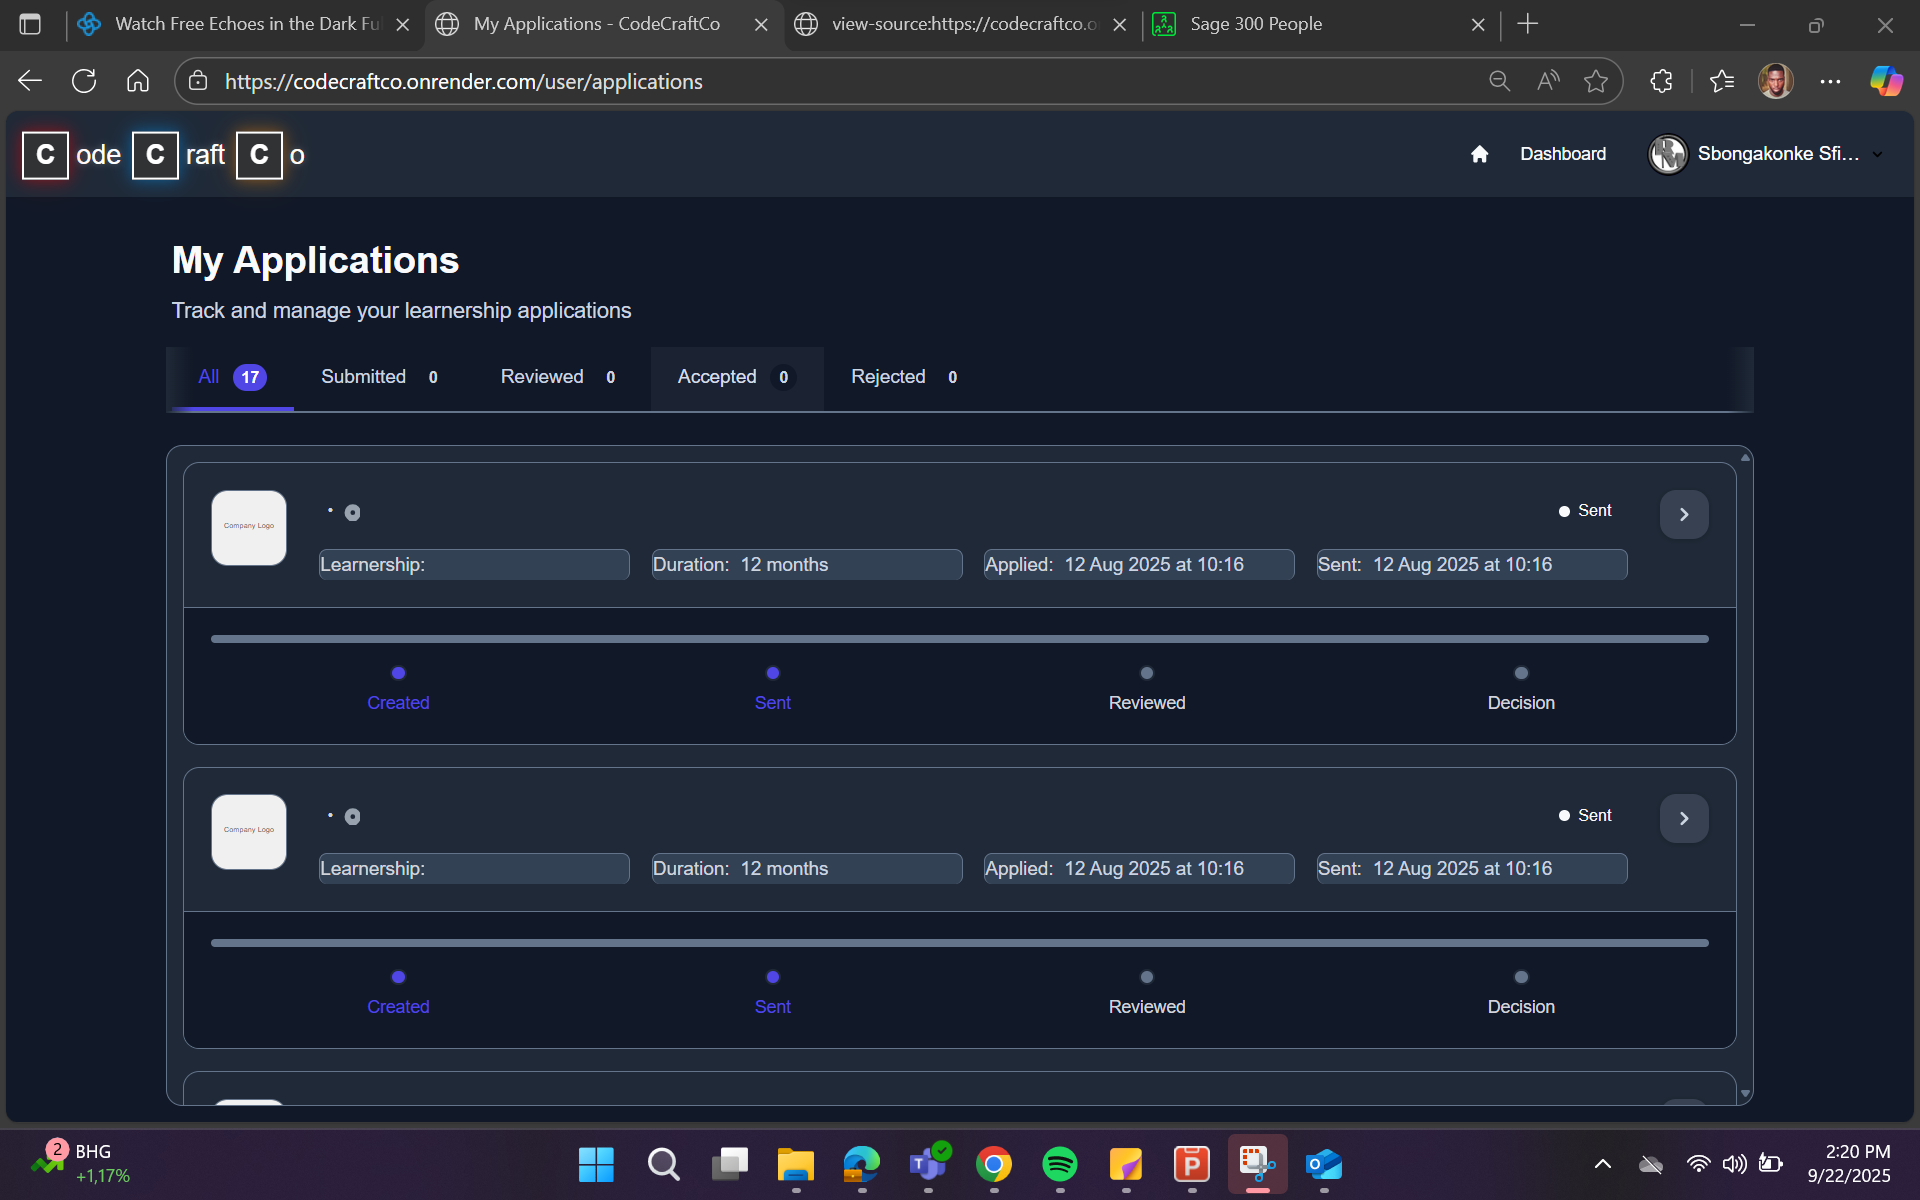 Watch Free Echoes in the Dark Fu
My Applications - CodeCraftCo
view-source:https://codecraftco.o
Sage 300 People
https://codecraftco.onrender.com/user/applications
Code Craft Co
Dashboard
Sbongakonke Sfi...
My Applications
Track and manage your learnership applications
All 17
Submitted 0
Reviewed 0
Accepted 0
Rejected 0
Company Logo
Sent
Learnership:
Duration: 12 months
Applied: 12 Aug 2025 at 10:16
Sent: 12 Aug 2025 at 10:16
Created
Sent
Reviewed
Decision
Company Logo
Sent
Learnership:
Duration: 12 months
Applied: 12 Aug 2025 at 10:16
Sent: 12 Aug 2025 at 10:16
Created
Sent
Reviewed
Decision
2
BHG
+1,17%
2:20 PM
9/22/2025